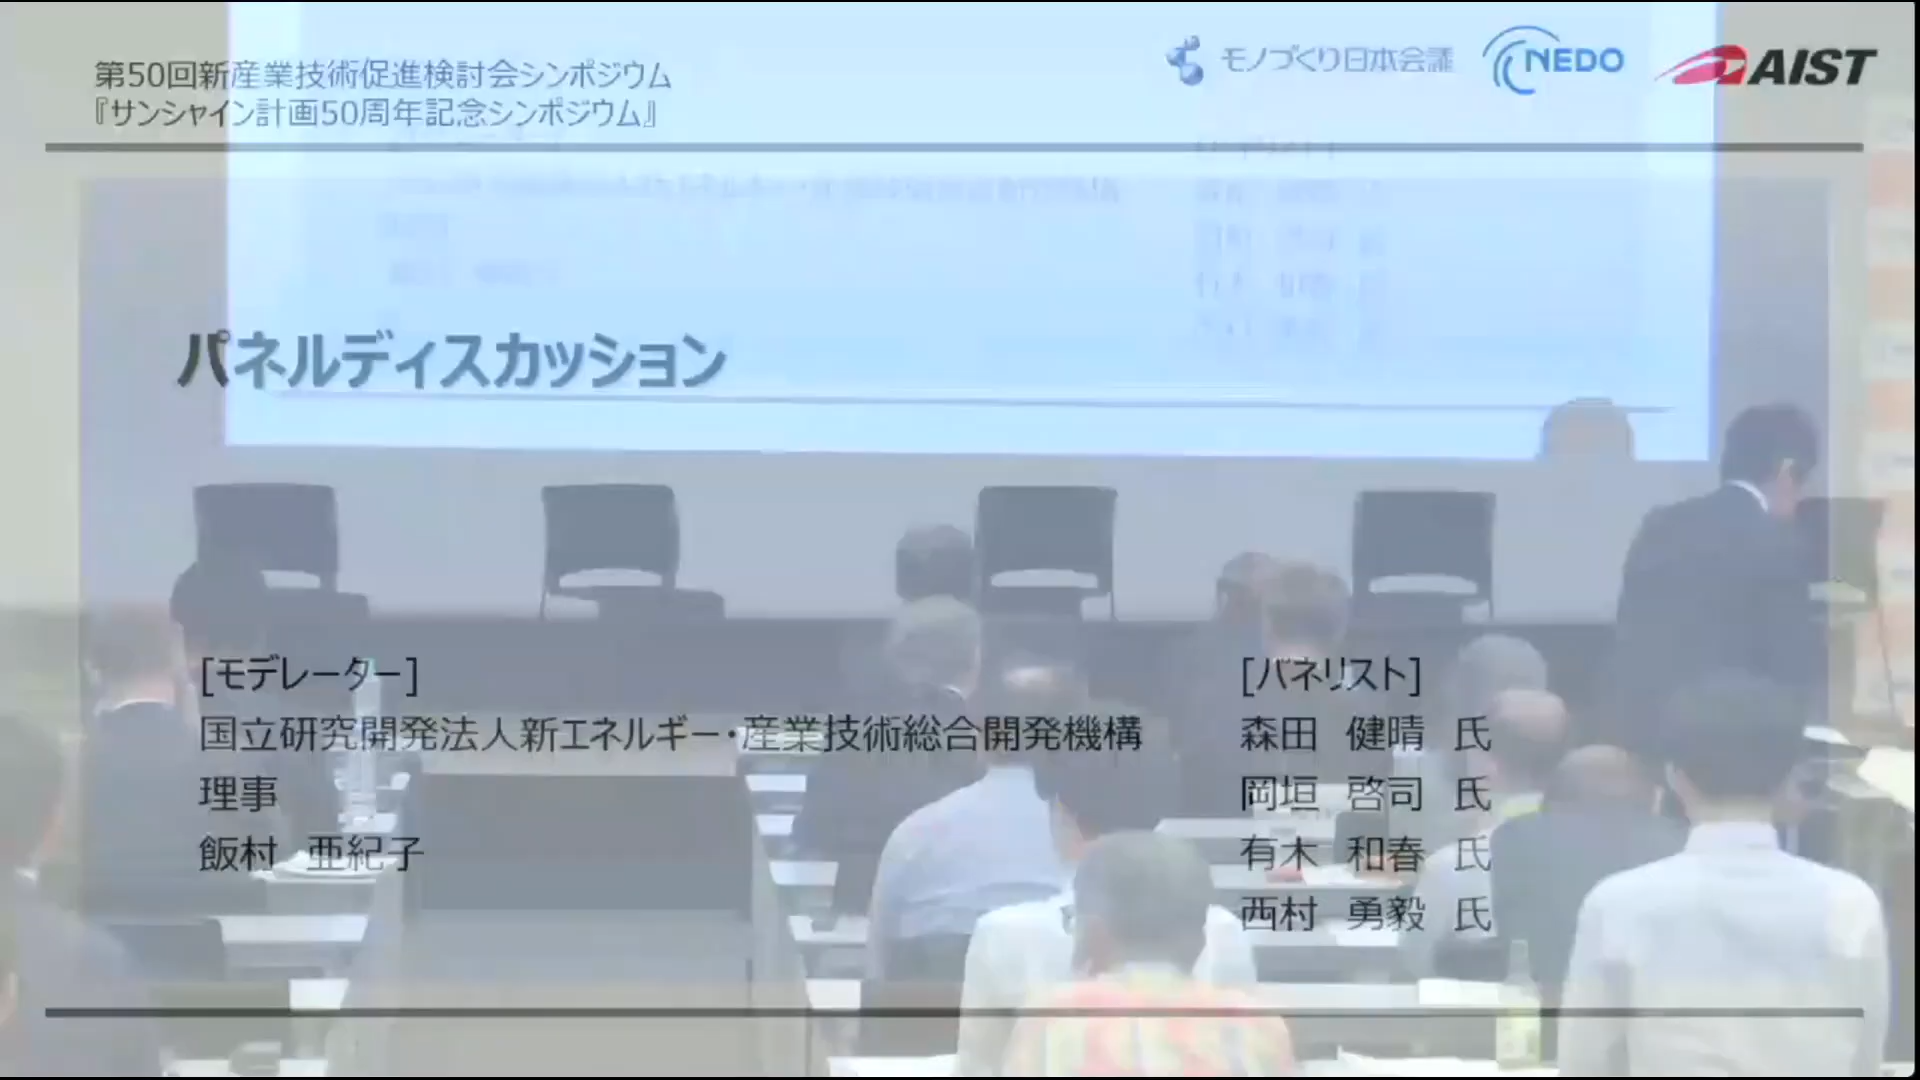 第50回新産業技術促進検討会シンポジウム
『サンシャイン計画50周年記念シンポジウム』
モノづくり日本会議
NEDO
AIST
パネルディスカッション
[モデレーター]
国立研究開発法人新エネルギー・産業技術総合開発機構
理事
飯村 亜紀子
[パネリスト]
森田 健晴 氏
岡垣 啓司 氏
有木 和春 氏
西村 勇毅 氏